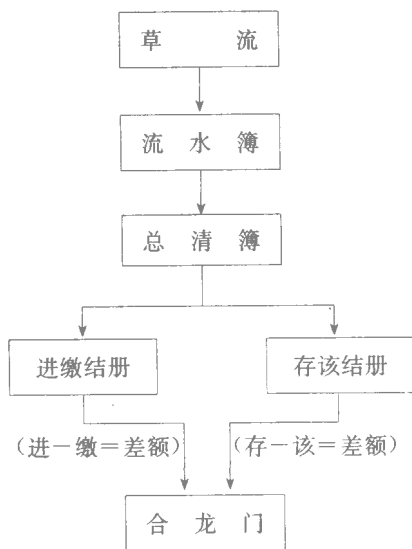 草流
流水簿
总清簿
进缴结册
存该结册
(进－缴＝差额)
(存－该＝差额)
合龙门